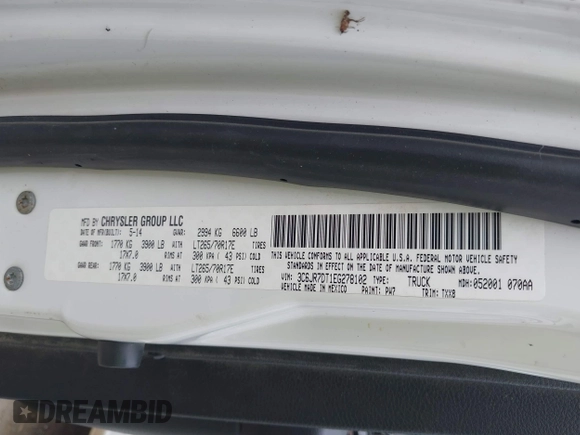 MFD BY CHRYSLER GROUP LLC
DATE OF MFR(BUILT): 5-14 GVWR: 2994 KG 6600 LB
GAWR FRONT: 1770 KG 3900 LB WITH LT265/70R17E TIRES
17X7.0 RIMS AT 300 KPA ( 43 PSI) COLD
GAWR REAR: 1770 KG 3900 LB WITH LT265/70R17E TIRES
17X7.0 RIMS AT 300 KPA ( 43 PSI) COLD
THIS VEHICLE CONFORMS TO ALL APPLICABLE U.S.A. FEDERAL MOTOR VEHICLE SAFETY
STANDARDS IN EFFECT ON THE DATE OF MANUFACTURE SHOWN ABOVE.
VIN: 3C6JR7DT1EG278102 TYPE: TRUCK MDH: 052001 070AA
VEHICLE MADE IN MEXICO PAINT: PW7 TRIM: TXX8
DREAMBID